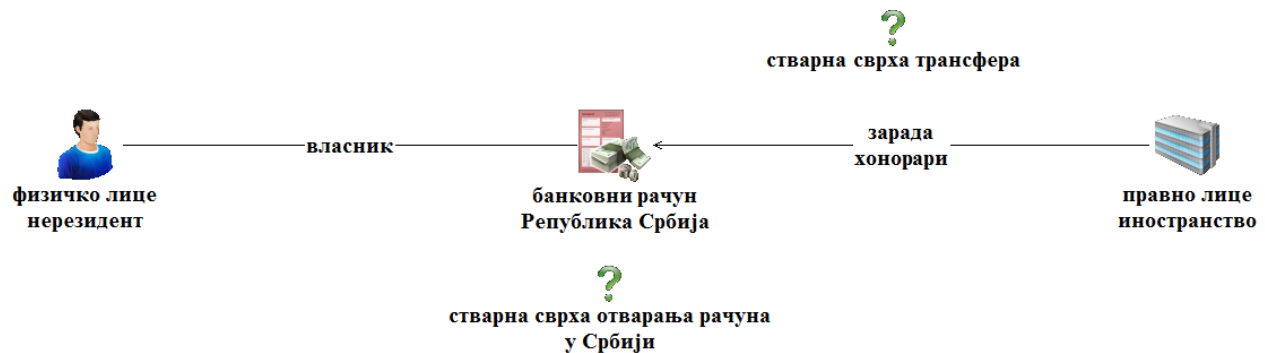 ?
стварна сврха трансфера
власник
зарада
хонорари
физичко лице
нерезидент
банковни рачун
Република Србија
правно лице
иностранство
?
стварна сврха отварања рачуна
у Србији